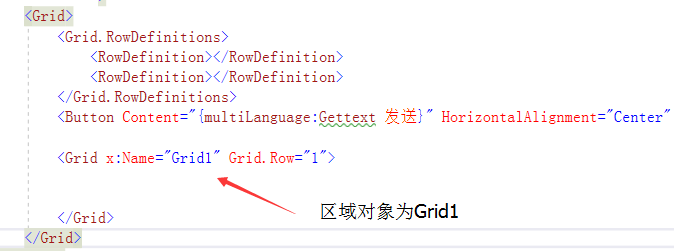 <Grid>
<Grid.RowDefinitions>
<RowDefinition></RowDefinition>
<RowDefinition></RowDefinition>
</Grid.RowDefinitions>
<Button Content="{multiLanguage:Gettext 发送}" HorizontalAlignment="Center"
<Grid x:Name="Grid1" Grid.Row="1">
区域对象为Grid1
</Grid>
</Grid>